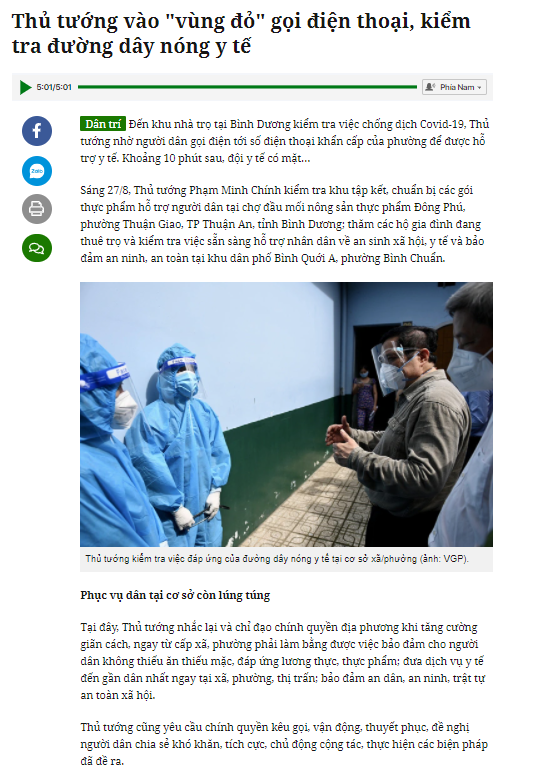 Thủ tướng vào "vùng đỏ" gọi điện thoại, kiểm
tra đường dây nóng y tế
5:01/5:01
Phía Nam
Dân trí Đến khu nhà trọ tại Bình Dương kiểm tra việc chống dịch Covid-19, Thủ
tướng nhờ người dân gọi điện tới số điện thoại khẩn cấp của phường để được hỗ
trợ y tế. Khoảng 10 phút sau, đội y tế có mặt...
Zalo
Sáng 27/8, Thủ tướng Phạm Minh Chính kiểm tra khu tập kết, chuẩn bị các gói
thực phẩm hỗ trợ người dân tại chợ đầu mối nông sản thực phẩm Đông Phú,
phường Thuận Giao, TP Thuận An, tỉnh Bình Dương; thăm các hộ gia đình đang
thuê trọ và kiểm tra việc sẵn sàng hỗ trợ nhân dân về an sinh xã hội, y tế và bảo
đảm an ninh, an toàn tại khu dân phố Bình Quới A, phường Bình Chuẩn.
Thủ tướng kiểm tra việc đáp ứng của đường dây nóng y tế tại cơ sở xã/phường (ảnh: VGP).
Phục vụ dân tại cơ sở còn lúng túng
Tại đây, Thủ tướng nhắc lại và chỉ đạo chính quyền địa phương khi tăng cường
giãn cách, ngay từ cấp xã, phường phải làm bằng được việc bảo đảm cho người
dân không thiếu ăn thiếu mặc, đáp ứng lương thực, thực phẩm; đưa dịch vụ y tế
đến gần dân nhất ngay tại xã, phường, thị trấn; bảo đảm an dân, an ninh, trật tự
an toàn xã hội.
Thủ tướng cũng yêu cầu chính quyền kêu gọi, vận động, thuyết phục, đề nghị
người dân chia sẻ khó khăn, tích cực, chủ động cộng tác, thực hiện các biện pháp
đã đề ra.